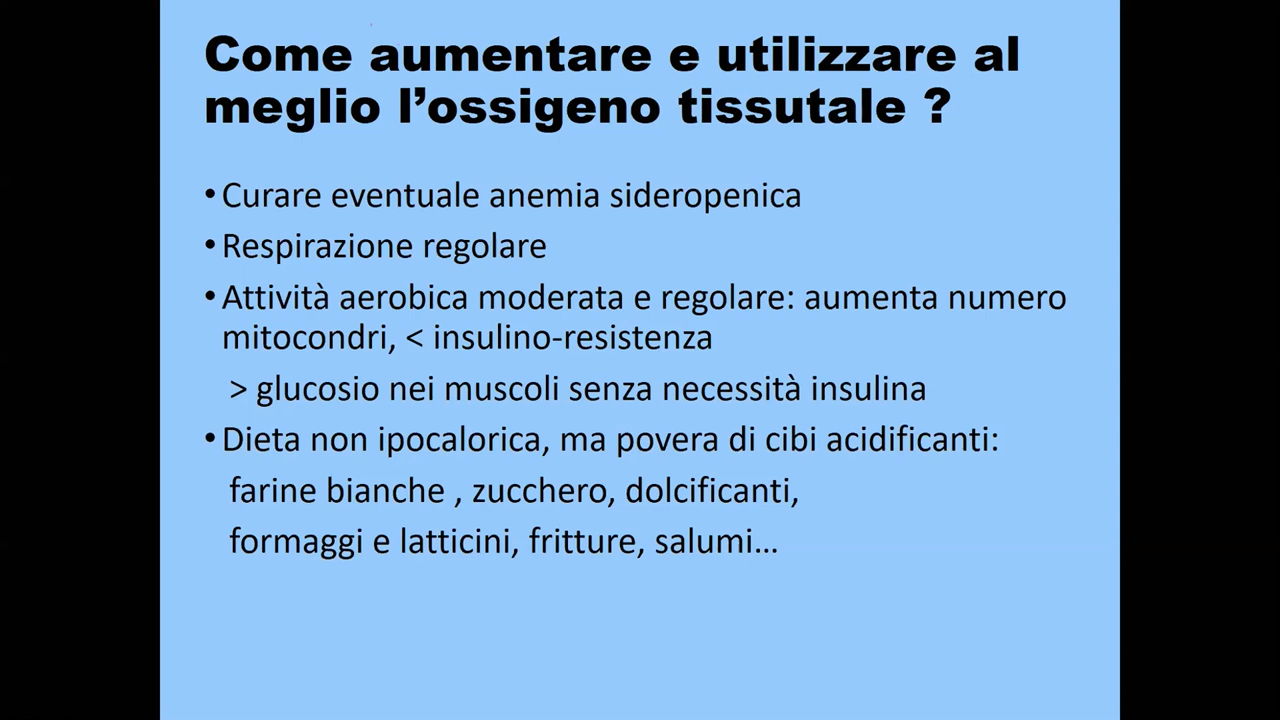 Come aumentare e utilizzare al
meglio l’ossigeno tissutale ?
•Curare eventuale anemia sideropenica
•Respirazione regolare
•Attività aerobica moderata e regolare: aumenta numero
mitocondri, < insulino-resistenza
> glucosio nei muscoli senza necessità insulina
•Dieta non ipocalorica, ma povera di cibi acidificanti:
farine bianche , zucchero, dolcificanti,
formaggi e latticini, fritture, salumi…